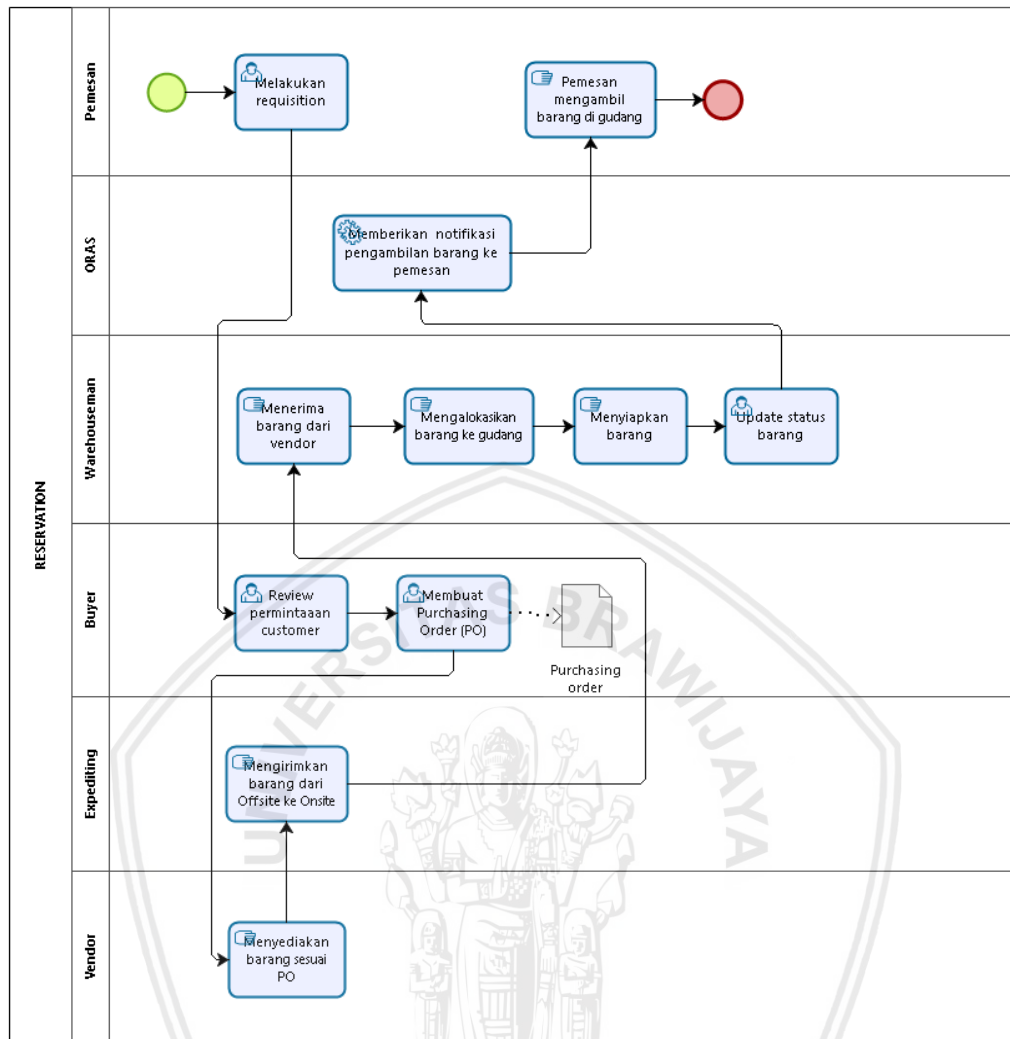 RESERVATION
Pemesan
Melakukan
requisition
Pemesan
mengambil
barang di gudang
ORAS
Memberikan notifikasi
pengambilan barang ke
pemesan
Warehouseman
Menerima
barang dari
vendor
Mengalokasikan
barang ke gudang
Menyiapkan
barang
Update status
barang
Buyer
Review
permintaaan
customer
Membuat
Purchasing
Order (PO)
Purchasing
order
Expediting
Mengirimkan
barang dari
Offsite ke Onsite
Vendor
Menyediakan
barang sesuai
PO
UNIVERSITAS BRAWIJAYA